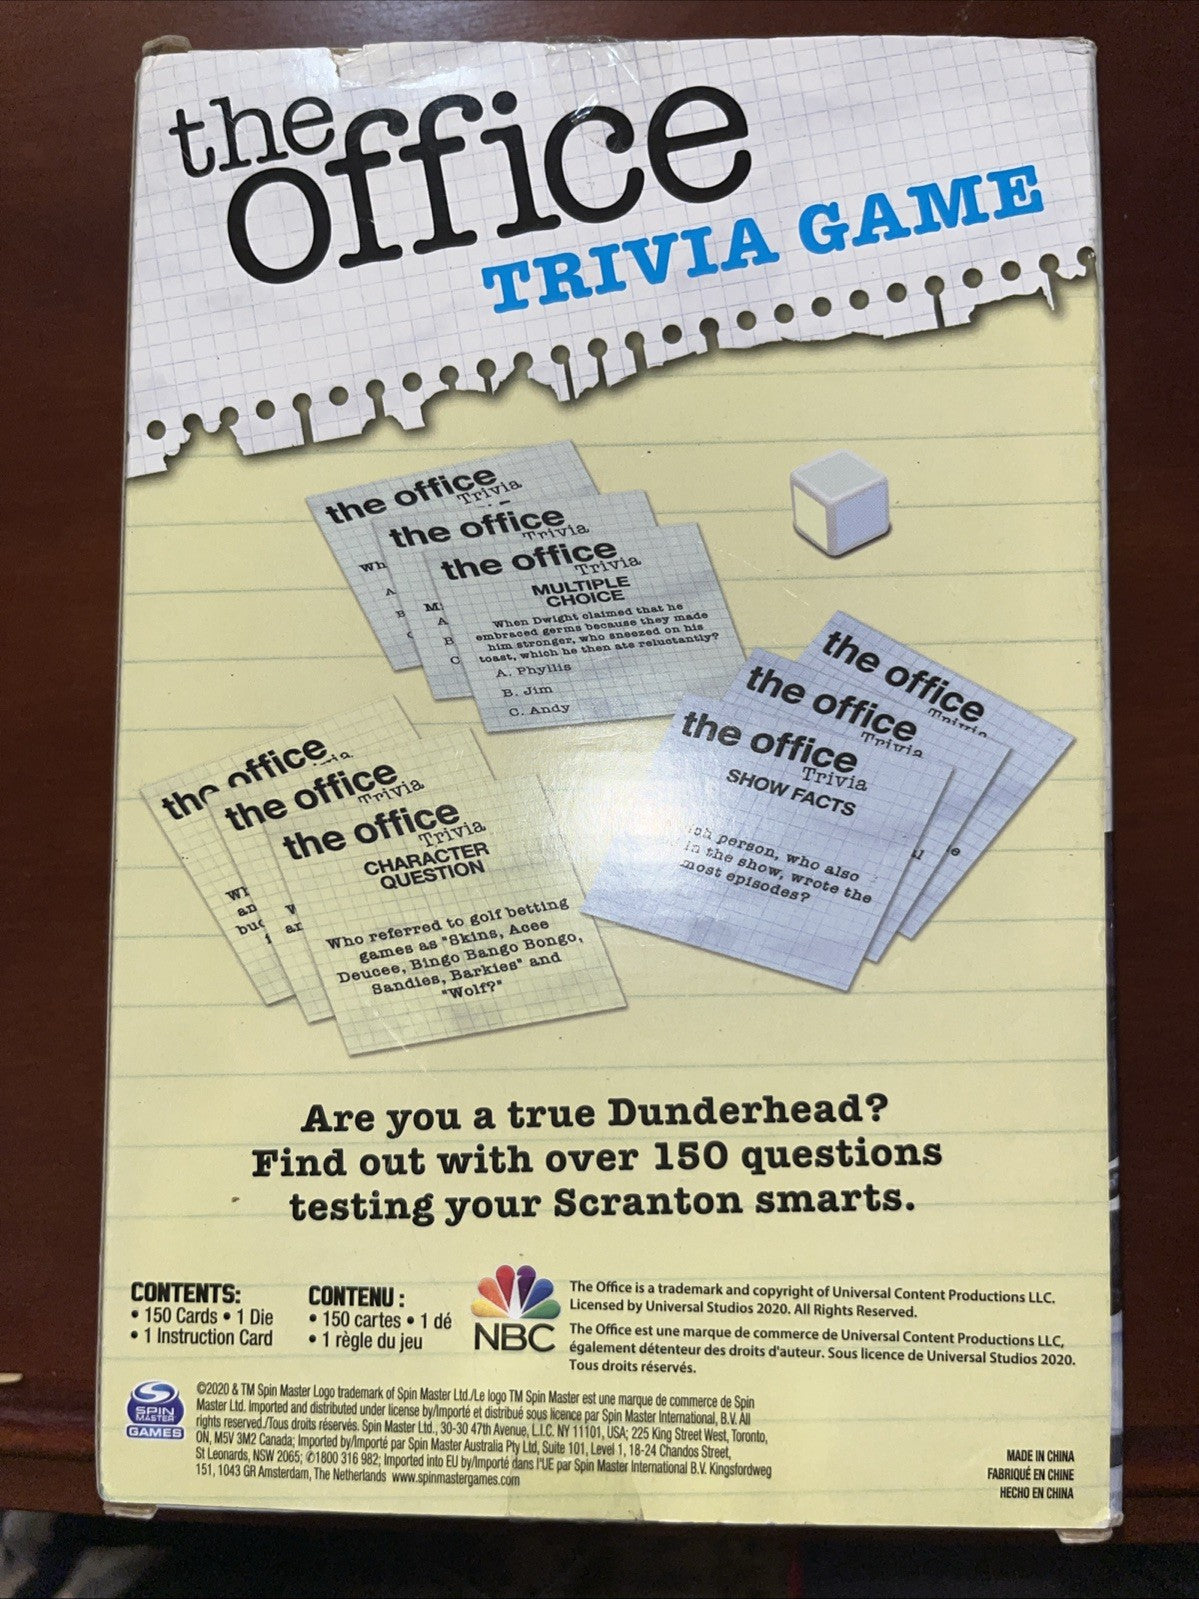 the office
TRIVIA GAME
the office
Trivia
Wh
A
B
C
the office
Trivia
M
A
B
C
the office
Trivia
MULTIPLE
CHOICE
When Dwight claimed that he
embraced germs because they made
him stronger, who sneezed on his
toast, which he then ate reluctantly?
A. Phyllis
B. Jim
C. Andy
the office
Trivia
the office
Trivia
the office
Trivia
SHOW FACTS
person, who also
in the show, wrote the
most episodes?
the office
the office
Trivia
the office
Trivia
CHARACTER
QUESTION
Who referred to golf betting
games as "Skins, Acee
Deucee, Bingo Bango Bongo,
Sandies, Barkies" and
"Wolf?"
Are you a true Dunderhead?
Find out with over 150 questions
testing your Scranton smarts.
CONTENTS:
• 150 Cards • 1 Die
• 1 Instruction Card
CONTENU :
• 150 cartes • 1 dé
• 1 règle du jeu
NBC
The Office is a trademark and copyright of Universal Content Productions LLC.
Licensed by Universal Studios 2020. All Rights Reserved.
The Office est une marque de commerce de Universal Content Productions LLC,
également détenteur des droits d'auteur. Sous licence de Universal Studios 2020.
Tous droits réservés.
SPIN
MASTER
GAMES
©2020 & TM Spin Master Logo trademark of Spin Master Ltd./Le logo TM Spin Master est une marque de commerce de Spin
Master Ltd. Imported and distributed under license by/Importé et distribué sous licence par Spin Master International, B.V. All
rights reserved./Tous droits réservés. Spin Master Ltd., 30-30 47th Avenue, L.I.C. NY 11101, USA; 225 King Street West, Toronto,
ON, M5V 3M2 Canada; Imported by/Importé par Spin Master Australia Pty Ltd, Suite 101, Level 1, 18-24 Chandos Street,
St Leonards, NSW 2065; ✆1800 316 982; Imported into EU by/Importé dans l'UE par Spin Master International B.V. Kingsfordweg
151, 1043 GR Amsterdam, The Netherlands www.spinmastergames.com
MADE IN CHINA
FABRIQUÉ EN CHINE
HECHO EN CHINA